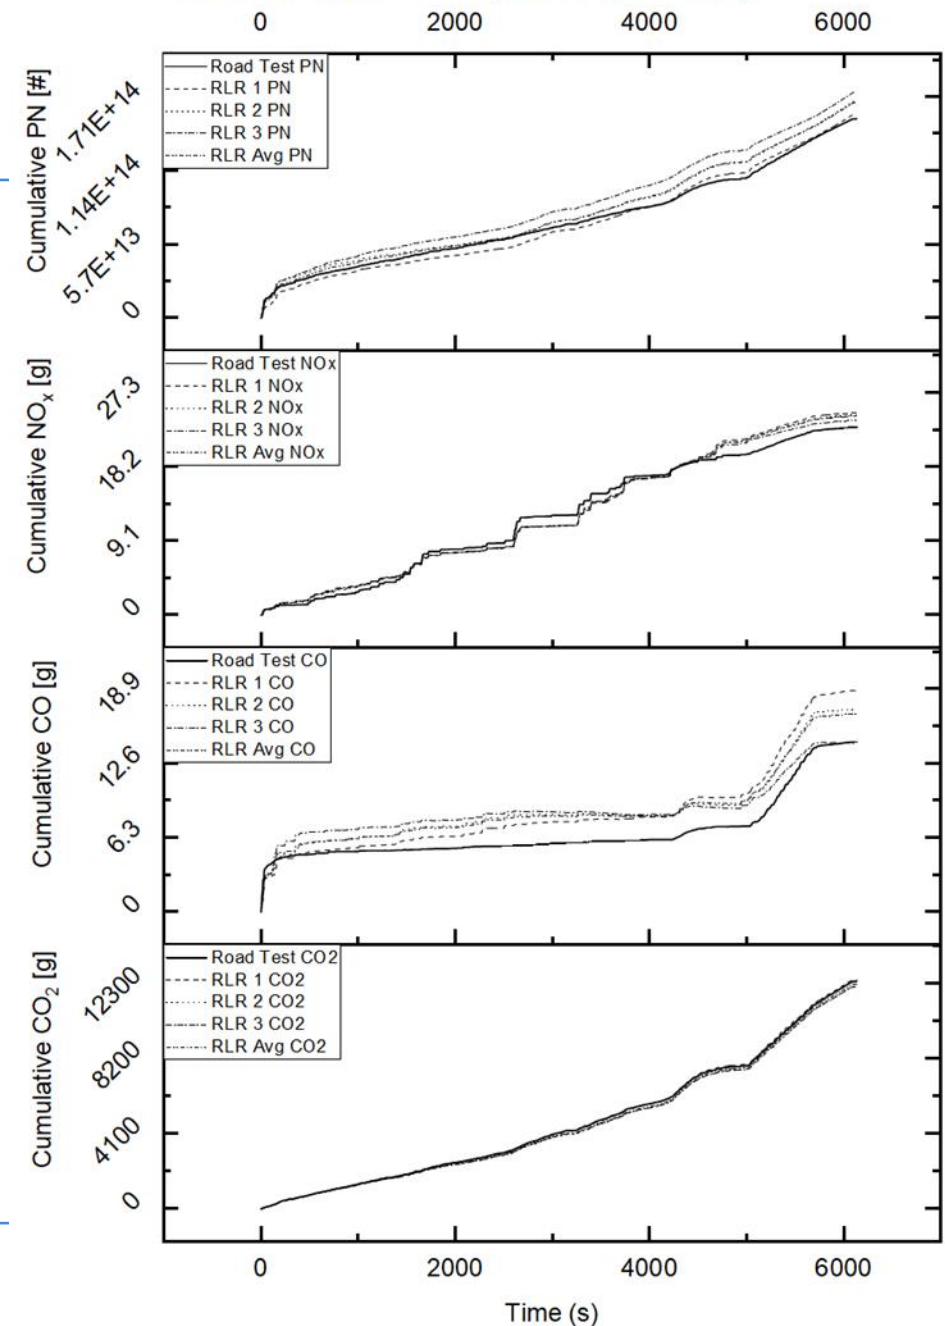 0 2000 4000 6000
Cumulative PN [#]
1.71E+14
1.14E+14
5.7E+13
0
Road Test PN
RLR 1 PN
RLR 2 PN
RLR 3 PN
RLR Avg PN
Cumulative NOx [g]
27.3
18.2
9.1
0
Road Test NOx
RLR 1 NOx
RLR 2 NOx
RLR 3 NOx
RLR Avg NOx
Cumulative CO [g]
18.9
12.6
6.3
0
Road Test CO
RLR 1 CO
RLR 2 CO
RLR 3 CO
RLR Avg CO
Cumulative CO2 [g]
12300
8200
4100
0
Road Test CO2
RLR 1 CO2
RLR 2 CO2
RLR 3 CO2
RLR Avg CO2
0 2000 4000 6000
Time (s)